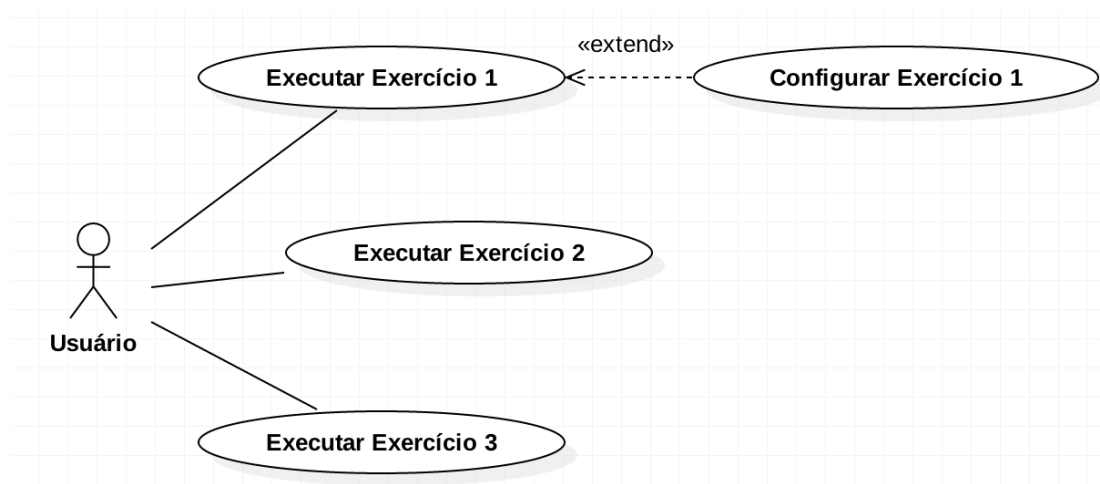 «extend»
Executar Exercício 1
Configurar Exercício 1
Executar Exercício 2
Usuário
Executar Exercício 3